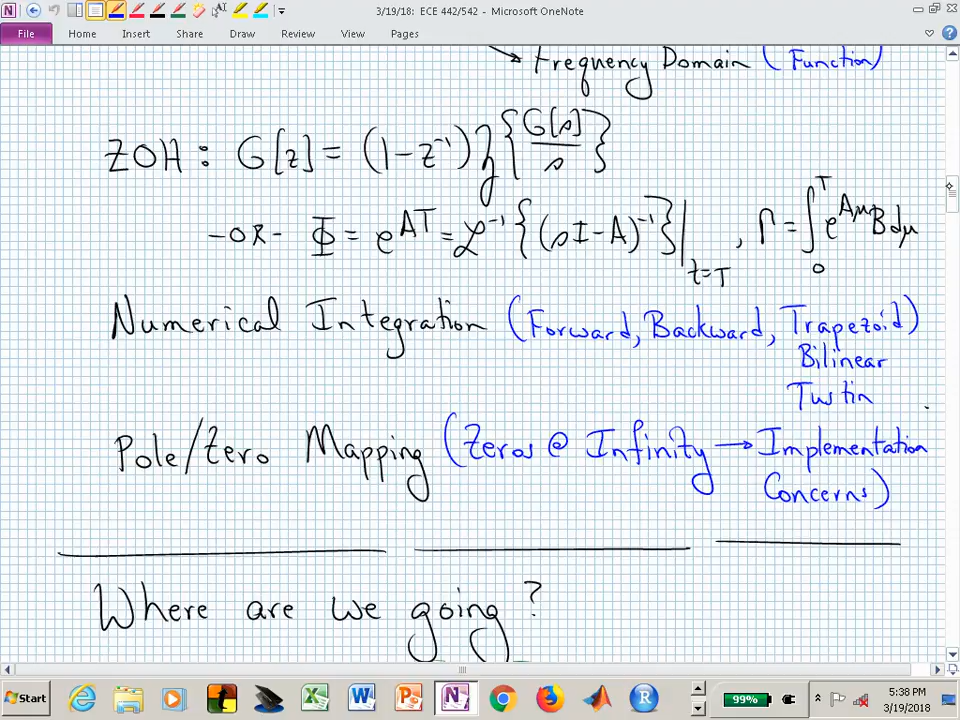 3/19/18: ECE 442/542 - Microsoft OneNote
File Home Insert Share Draw Review View Pages
Frequency Domain (Function)
ZOH: G[z] = (1-z⁻¹) 𝓏 { G[s] / s }
-OR- Φ = e^{AT} = ℒ⁻¹ {(sI-A)⁻¹}|_{t=T}, Γ = ∫₀ᵀ e^{Aμ} B dμ
Numerical Integration (Forward, Backward, Trapezoid)
Bilinear
Tustin
Pole/Zero Mapping (Zeros @ Infinity → Implementation
Concerns)
Where are we going?
Start
99%
5:38 PM
3/19/2018